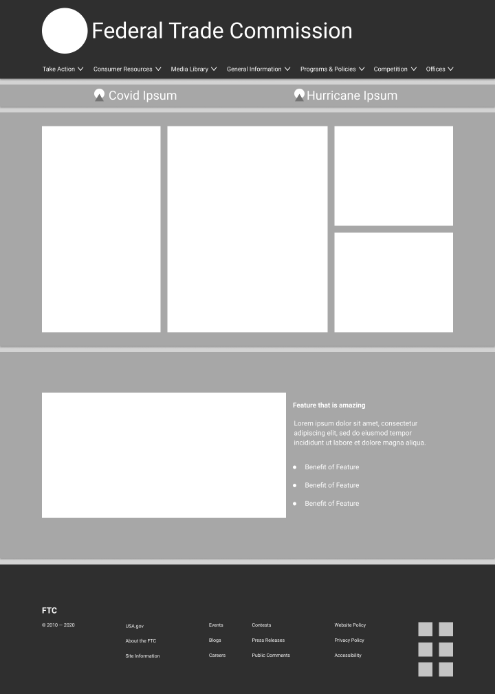 Federal Trade Commission
Take Action Consumer Resources Media Library General Information Programs & Policies Competition Offices
Covid Ipsum Hurricane Ipsum
Feature that is amazing
Lorem ipsum dolor sit amet, consectetur
adipiscing elit, sed do eiusmod tempor
incididunt ut labore et dolore magna aliqua.
Benefit of Feature
Benefit of Feature
Benefit of Feature
FTC
© 2010 — 2020 USA.gov Events Contests Website Policy
About the FTC Blogs Press Releases Privacy Policy
Site Information Careers Public Comments Accessibility